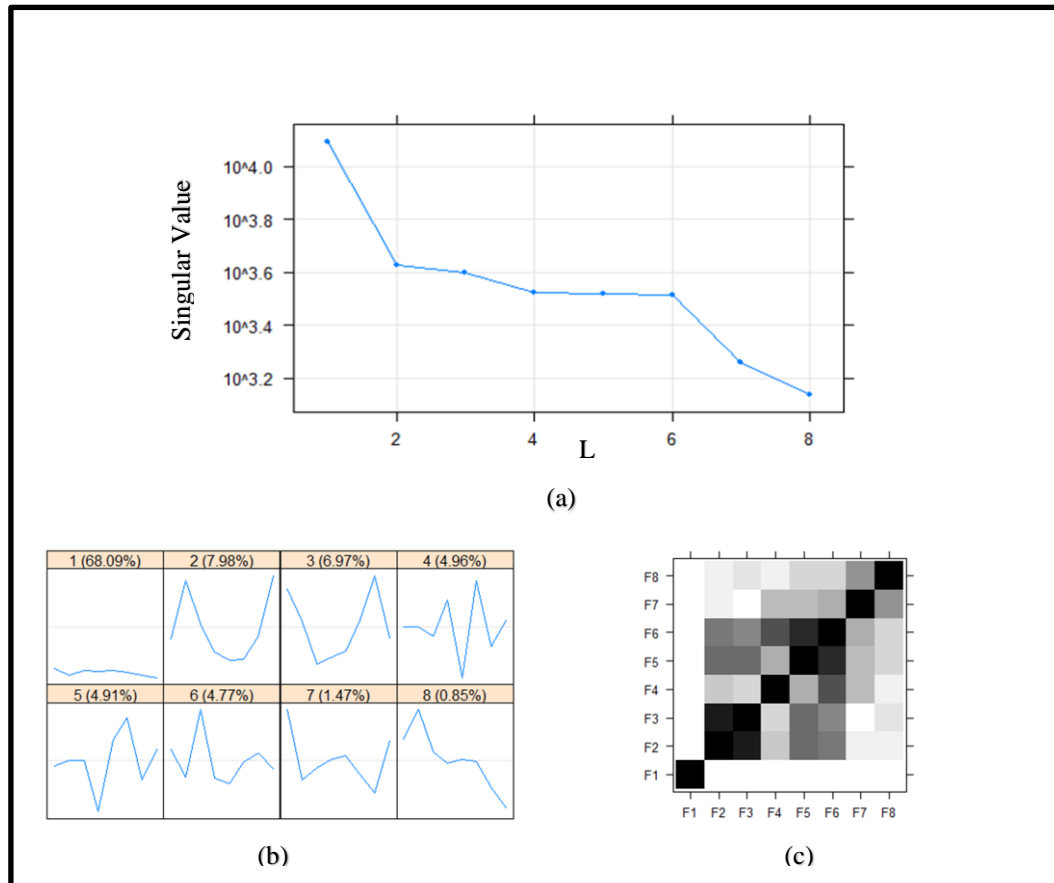 10^4.0
10^3.8
10^3.6
10^3.4
10^3.2
Singular Value
2 4 6 8
L
(a)
1 (68.09%) 2 (7.98%) 3 (6.97%) 4 (4.96%)
5 (4.91%) 6 (4.77%) 7 (1.47%) 8 (0.85%)
(b)
F8
F7
F6
F5
F4
F3
F2
F1
F1 F2 F3 F4 F5 F6 F7 F8
(c)